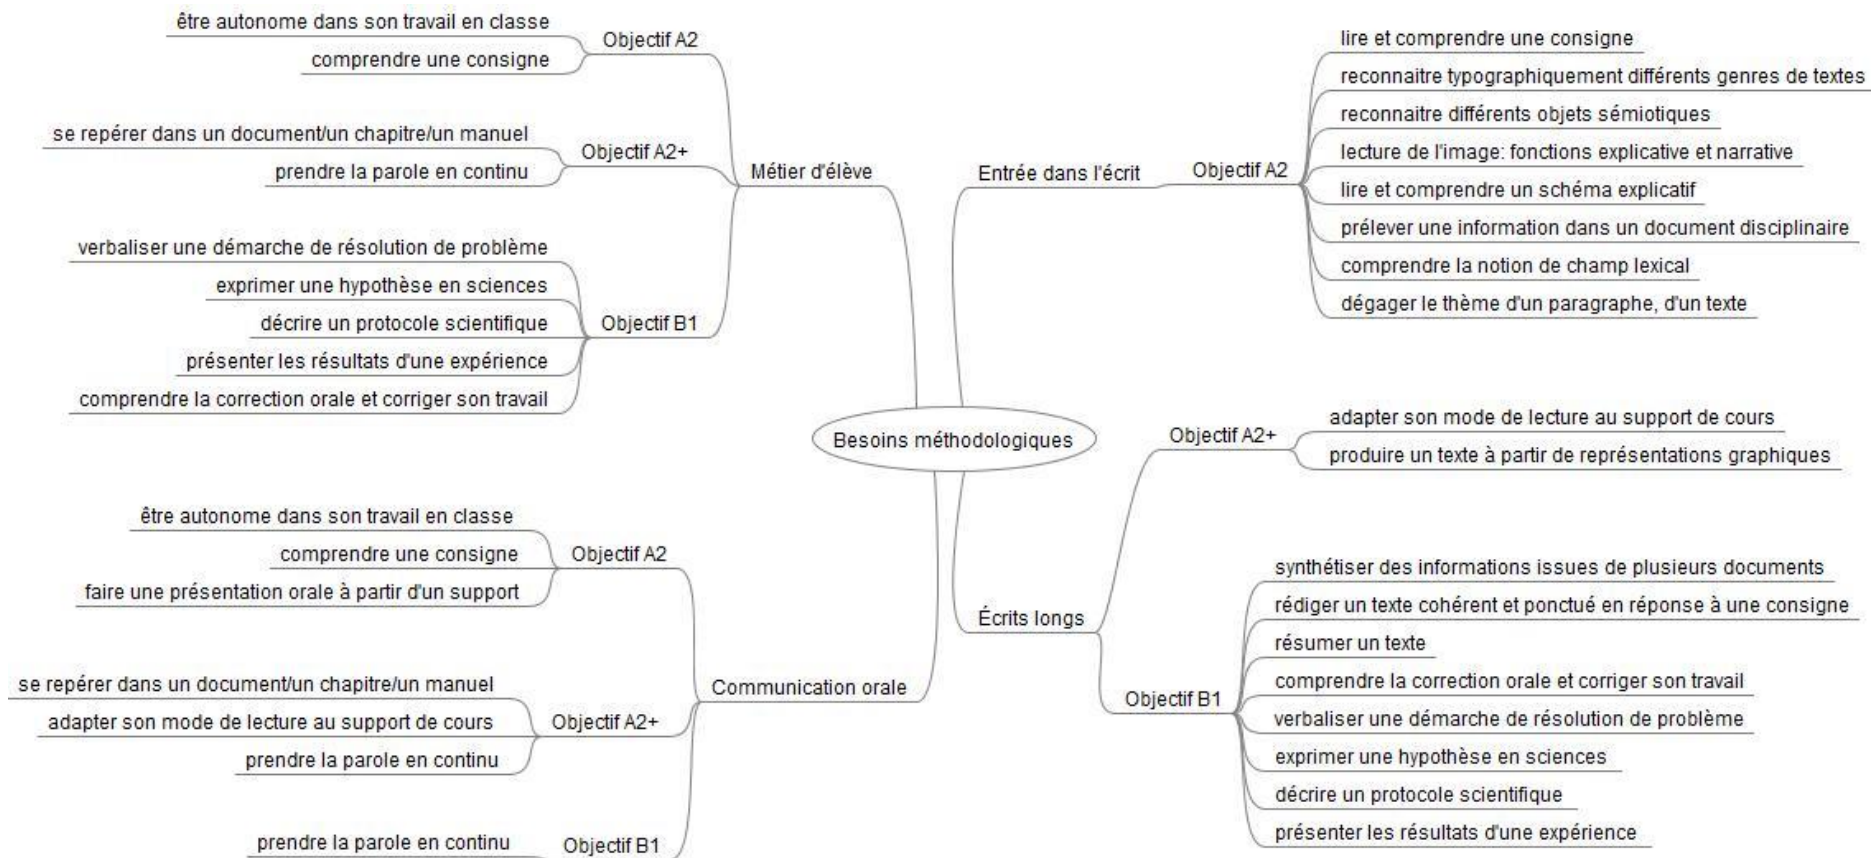 Besoins méthodologiques
Métier d'élève
Objectif A2
être autonome dans son travail en classe
comprendre une consigne
Objectif A2+
se repérer dans un document/un chapitre/un manuel
prendre la parole en continu
Objectif B1
verbaliser une démarche de résolution de problème
exprimer une hypothèse en sciences
décrire un protocole scientifique
présenter les résultats d'une expérience
comprendre la correction orale et corriger son travail
Communication orale
Objectif A2
être autonome dans son travail en classe
comprendre une consigne
faire une présentation orale à partir d'un support
Objectif A2+
se repérer dans un document/un chapitre/un manuel
adapter son mode de lecture au support de cours
prendre la parole en continu
Objectif B1
prendre la parole en continu
Entrée dans l'écrit
Objectif A2
lire et comprendre une consigne
reconnaitre typographiquement différents genres de textes
reconnaitre différents objets sémiotiques
lecture de l'image: fonctions explicative et narrative
lire et comprendre un schéma explicatif
prélever une information dans un document disciplinaire
comprendre la notion de champ lexical
dégager le thème d'un paragraphe, d'un texte
Écrits longs
Objectif A2+
adapter son mode de lecture au support de cours
produire un texte à partir de représentations graphiques
Objectif B1
synthétiser des informations issues de plusieurs documents
rédiger un texte cohérent et ponctué en réponse à une consigne
résumer un texte
comprendre la correction orale et corriger son travail
verbaliser une démarche de résolution de problème
exprimer une hypothèse en sciences
décrire un protocole scientifique
présenter les résultats d'une expérience